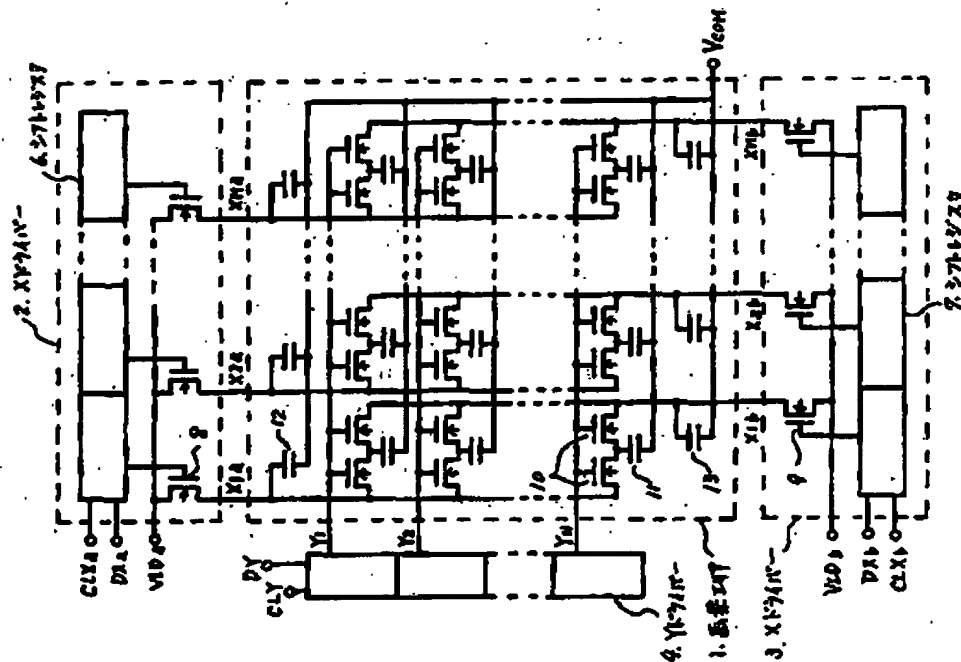 6.シフトレジスタ
2. Xドライバー
CLXa
DXa
VIDa
8
X1a
X2a
XMa
12
VCOM
DY
CLY
Y1
Y2
YN
10
11
13
X1b
X2b
XMb
9
4. Yドライバー
1. 画素エリア
3. Xドライバー
VIDb
DXb
CLXb
7.シフトレジスタ